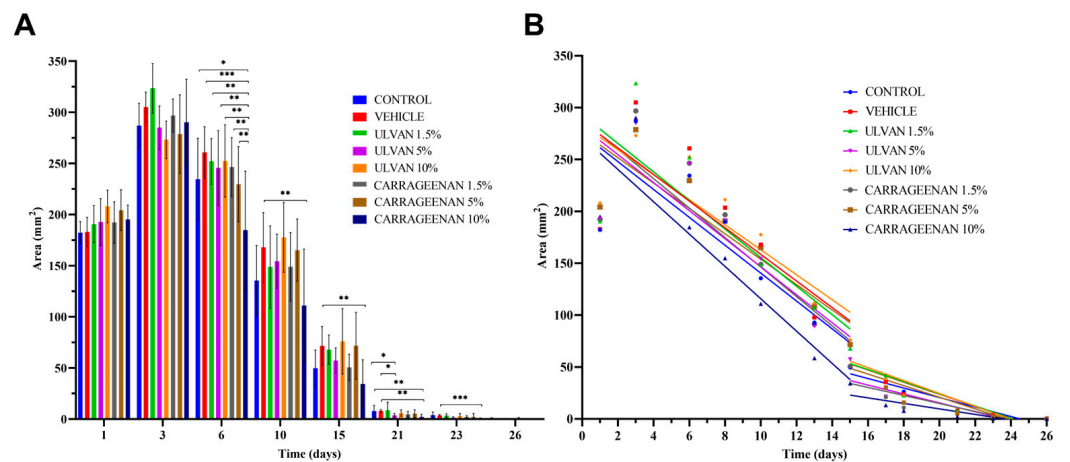 A
350
300
250
200
150
100
50
0
Area (mm²)
* 
***
**
**
**
**
**
**
**
*
*
**
**
***
CONTROL
VEHICLE
ULVAN 1.5%
ULVAN 5%
ULVAN 10%
CARRAGEENAN 1.5%
CARRAGEENAN 5%
CARRAGEENAN 10%
1 3 6 10 15 21 23 26
Time (days)
B
350
300
250
200
150
100
50
0
Area (mm²)
CONTROL
VEHICLE
ULVAN 1.5%
ULVAN 5%
ULVAN 10%
CARRAGEENAN 1.5%
CARRAGEENAN 5%
CARRAGEENAN 10%
0 2 4 6 8 10 12 14 16 18 20 22 24 26
Time (days)